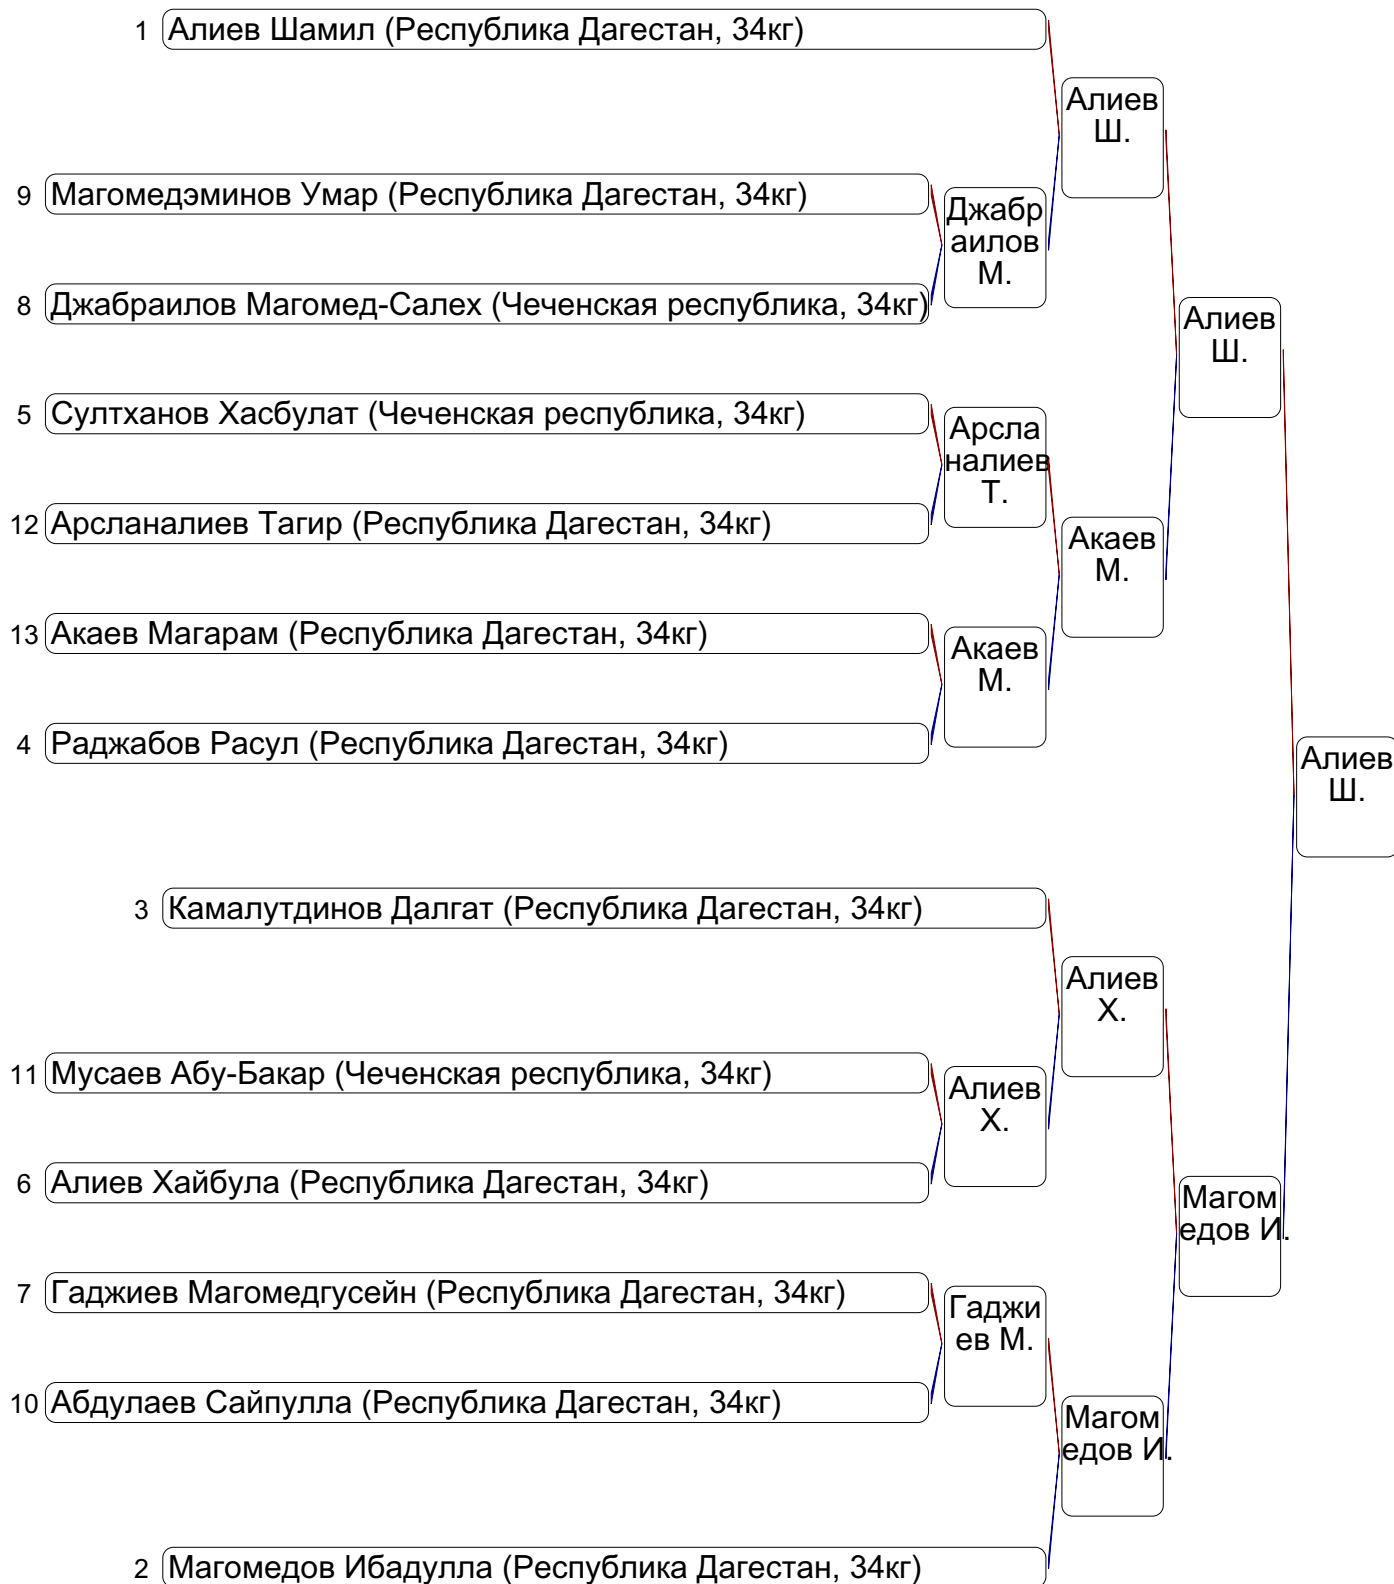 1 Алиев Шамил (Республика Дагестан, 34кг)
Алиев
Ш.
9 Магомедэминов Умар (Республика Дагестан, 34кг)
Джабр
аилов
М.
8 Джабраилов Магомед-Салех (Чеченская республика, 34кг)
Алиев
Ш.
5 Султханов Хасбулат (Чеченская республика, 34кг)
Арсла
налиев
Т.
12 Арсланалиев Тагир (Республика Дагестан, 34кг)
Акаев
М.
13 Акаев Магарам (Республика Дагестан, 34кг)
Акаев
М.
4 Раджабов Расул (Республика Дагестан, 34кг)
Алиев
Ш.
3 Камалутдинов Далгат (Республика Дагестан, 34кг)
Алиев
Х.
11 Мусаев Абу-Бакар (Чеченская республика, 34кг)
Алиев
Х.
6 Алиев Хайбула (Республика Дагестан, 34кг)
Магом
едов И.
7 Гаджиев Магомедгусейн (Республика Дагестан, 34кг)
Гаджи
ев М.
10 Абдулаев Сайпулла (Республика Дагестан, 34кг)
Магом
едов И.
2 Магомедов Ибадулла (Республика Дагестан, 34кг)